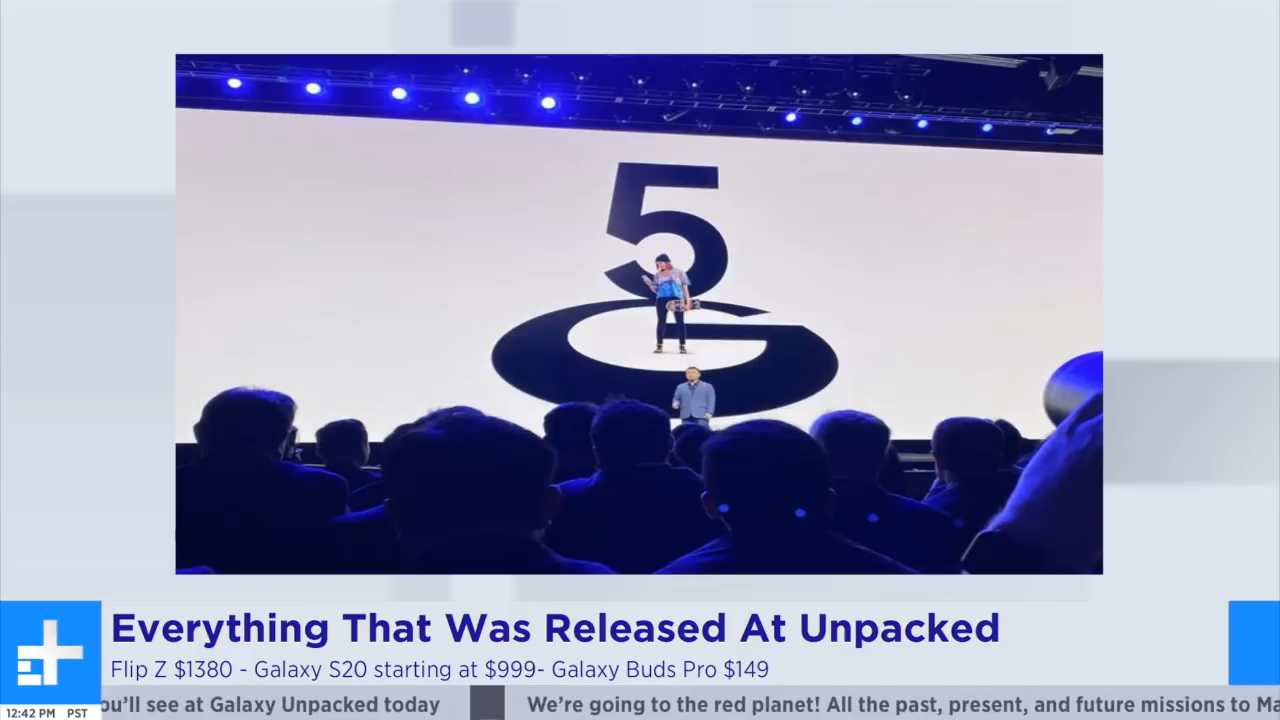 5
G
Everything That Was Released At Unpacked
Flip Z $1380 - Galaxy S20 starting at $999- Galaxy Buds Pro $149
ou'll see at Galaxy Unpacked today
We're going to the red planet! All the past, present, and future missions to Ma
12:42 PM PST